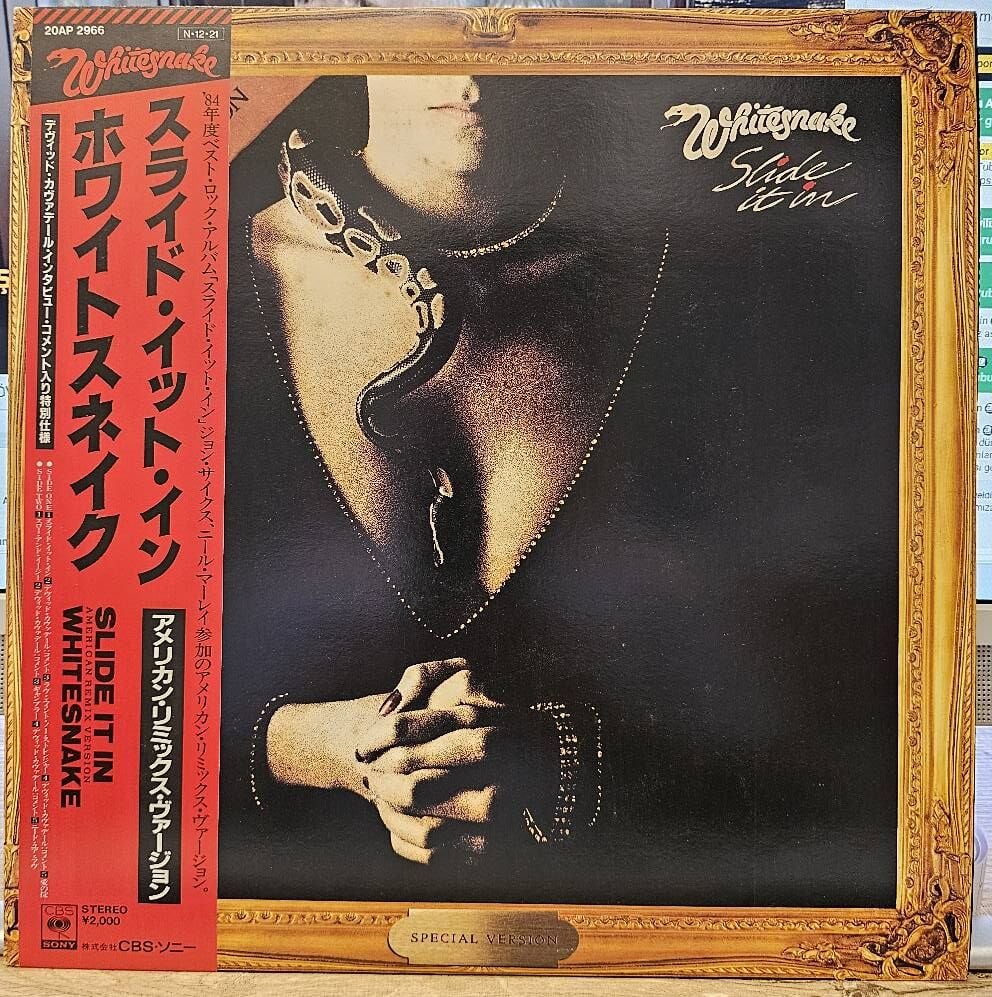 20AP 2966
N·12·21
Whitesnake
'84年度ベスト・ロック・アルバム「スライド・イット・イン」ジョン・サイクス、ニール・マーレイ参加のアメリカン・リミックス・ヴァージョン。
スライド・イット・イン
ホワイトスネイク
デヴィッド・カヴァデール・インタビュー・コメント入り特別仕様
アメリカン・リミックス・ヴァージョン
SLIDE IT IN
AMERICAN REMIX VERSION
WHITESNAKE
●SIDE ONE
●SIDE TWO
CBS
SONY
STEREO
¥2,000
株式会社CBS・ソニー
Whitesnake
Slide
it in
SPECIAL VERSION